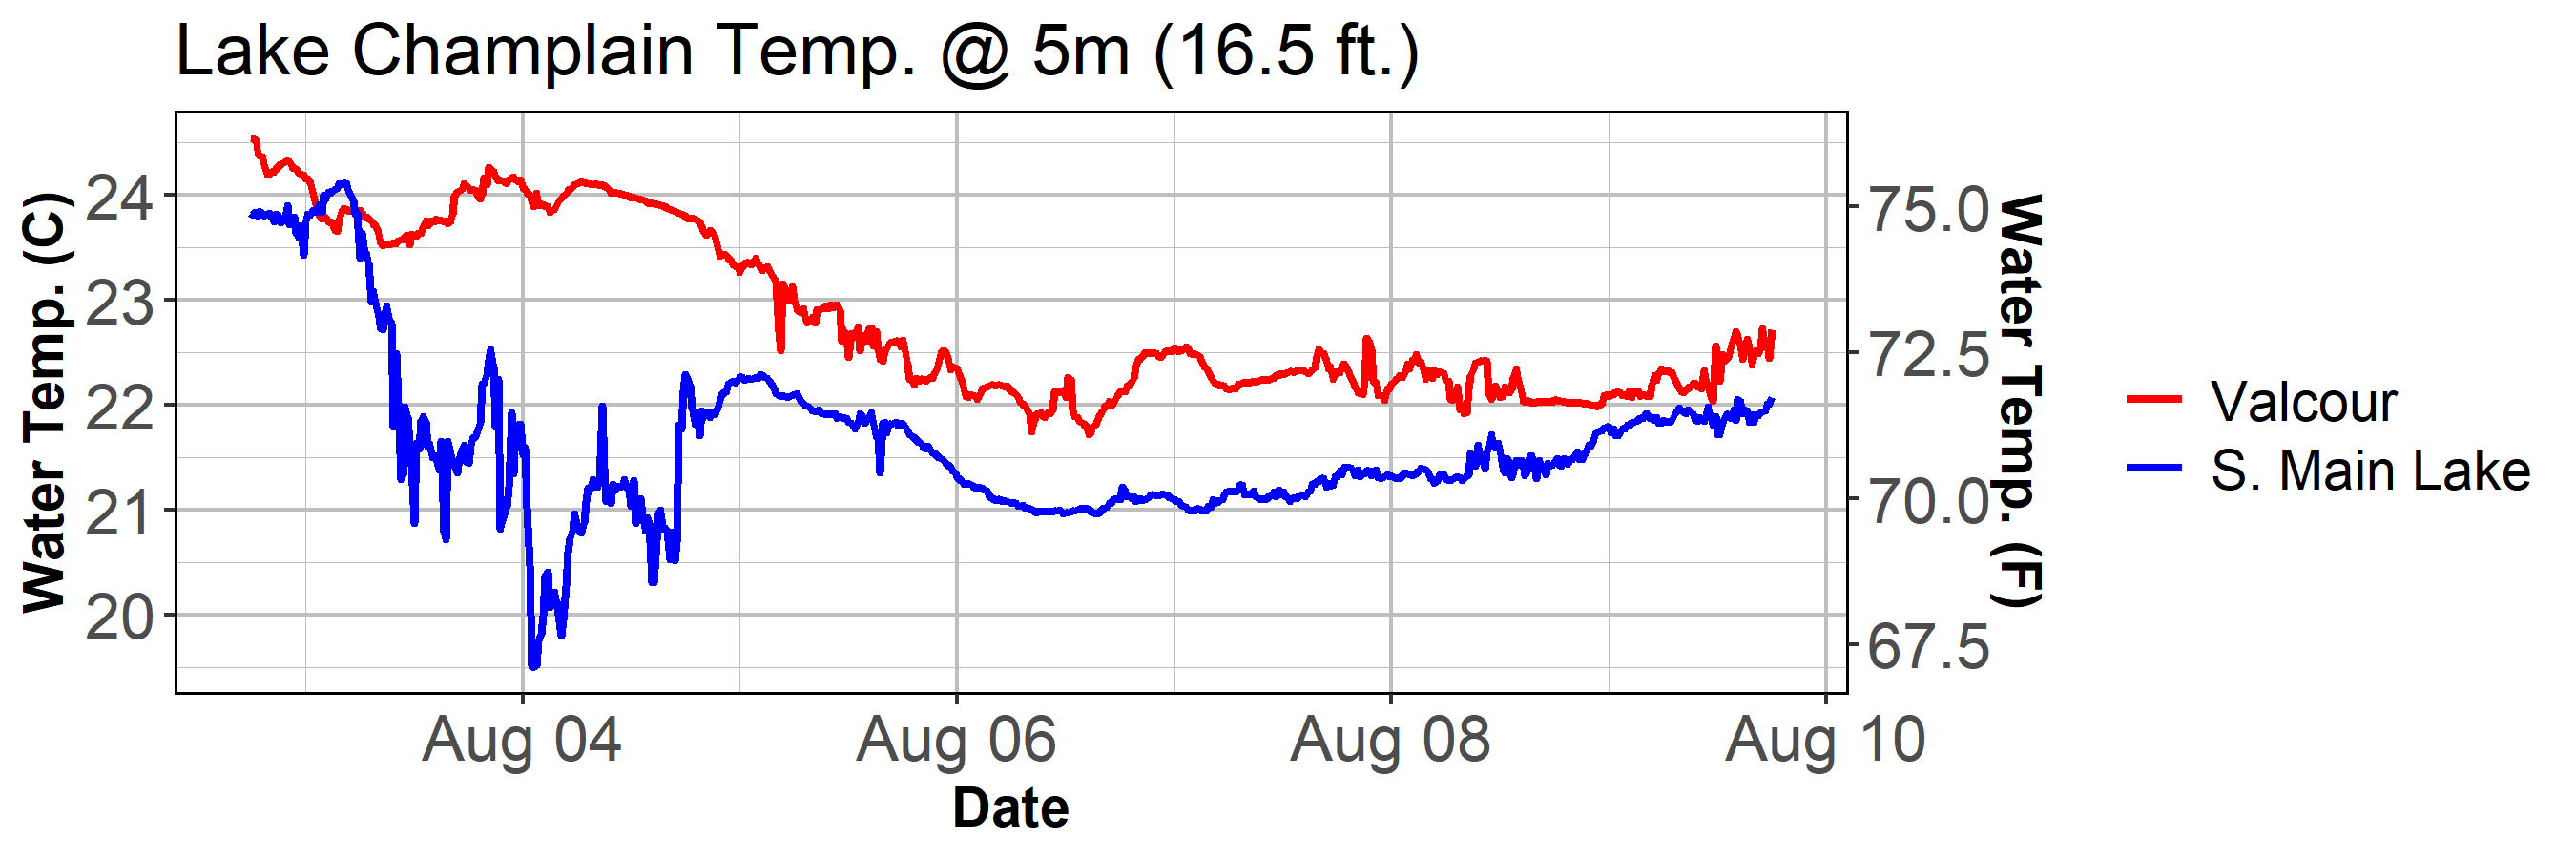 Lake Champlain Temp. @ 5m (16.5 ft.)
Water Temp. (C)
24
23
22
21
20
75.0
72.5
70.0
67.5
Water Temp. (F)
Aug 04
Aug 06
Aug 08
Aug 10
Date
Valcour
S. Main Lake